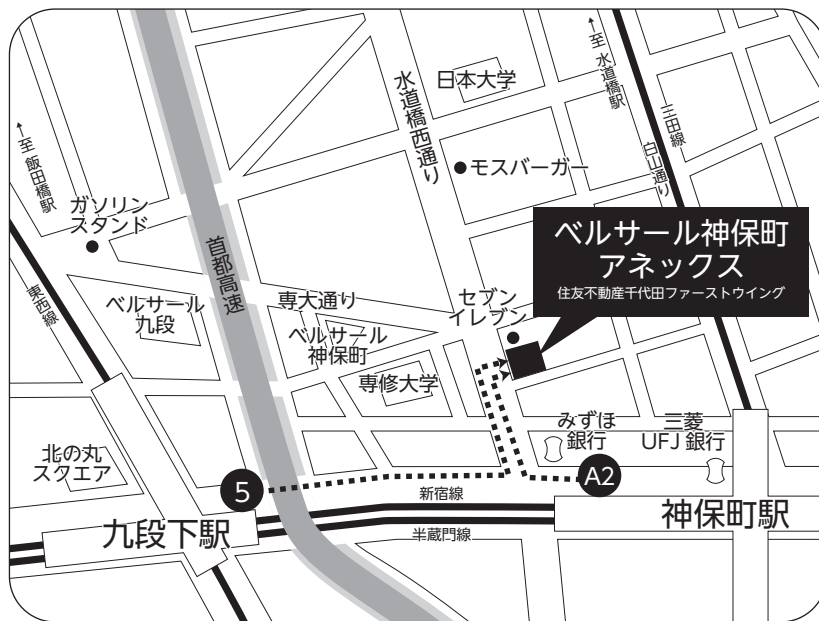 日本大学
水道橋西通り
↑至 水道橋駅
三田線
白山通り
モスバーガー
↑至 飯田橋駅
ガソリン
スタンド
首都高速
ベルサール神保町
アネックス
住友不動産千代田ファーストウイング
東西線
ベルサール
九段
専大通り
ベルサール
神保町
セブン
イレブン
専修大学
みずほ
銀行
三菱
UFJ 銀行
北の丸
スクエア
5
A2
新宿線
九段下駅
神保町駅
半蔵門線